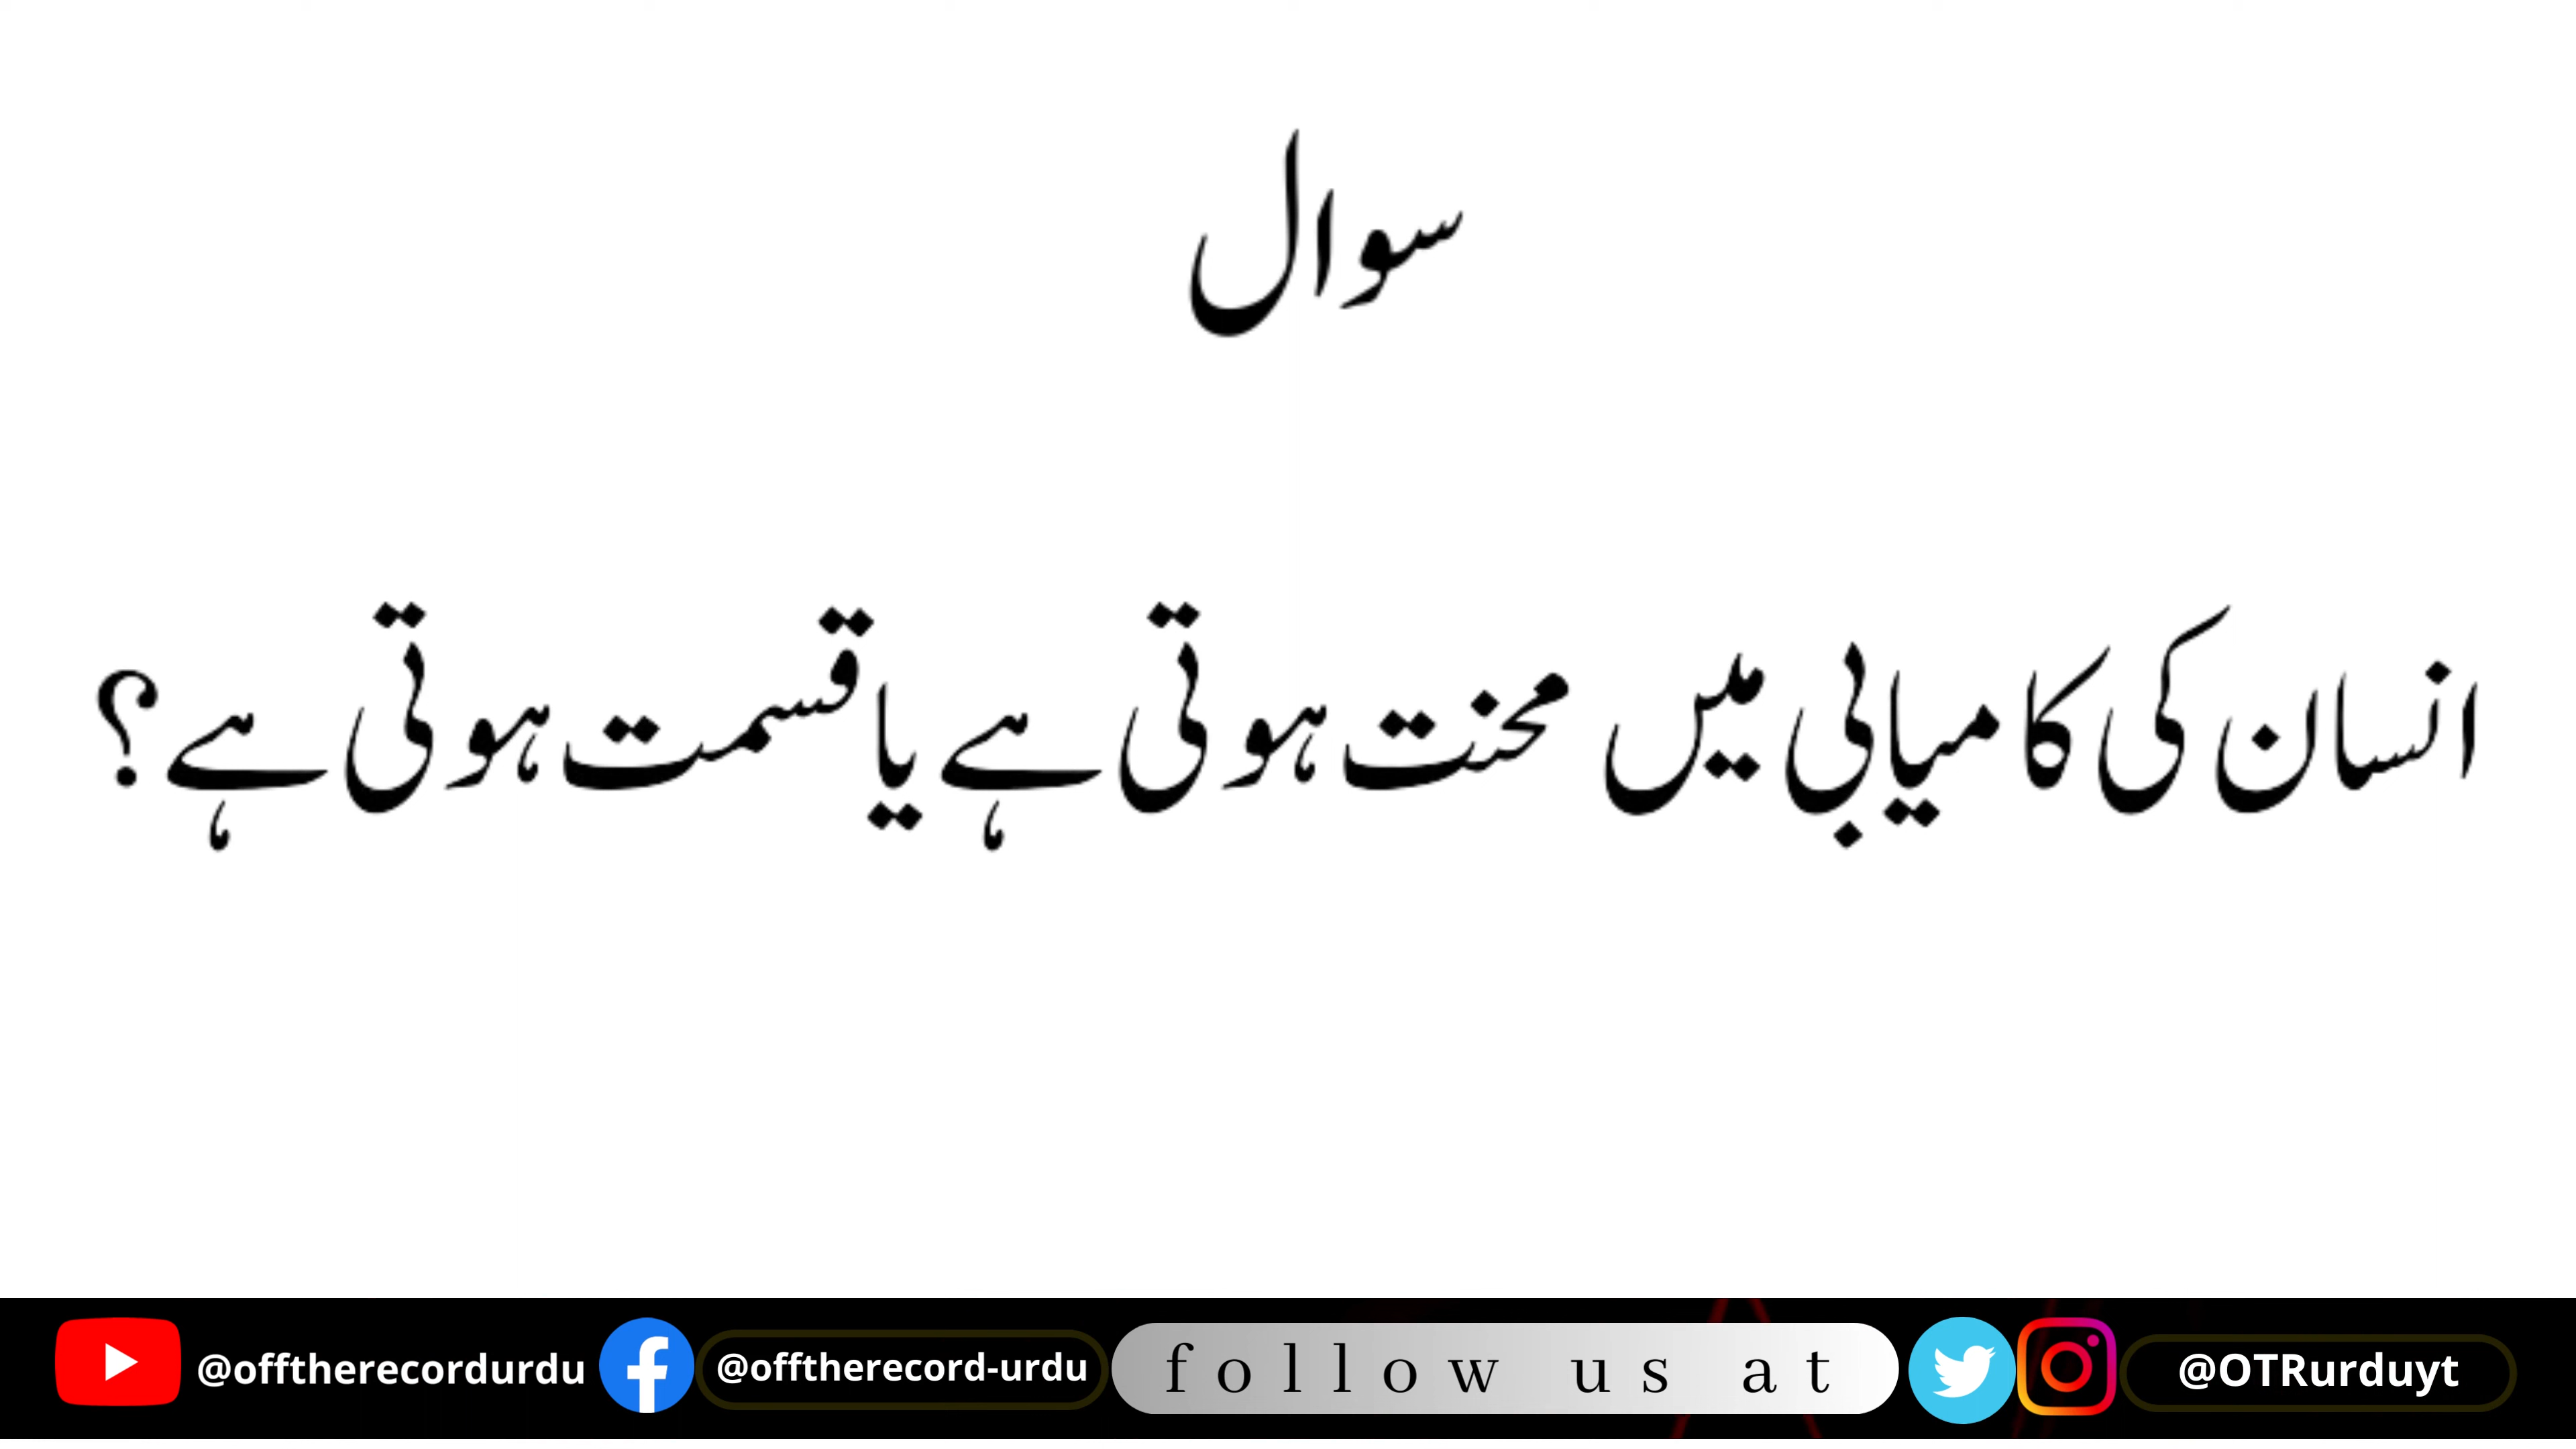 سوال
انسان کی کامیابی میں محنت ہوتی ہے یا قسمت ہوتی ہے؟
@offtherecordurdu @offtherecord-urdu follow us at @OTRurduyt